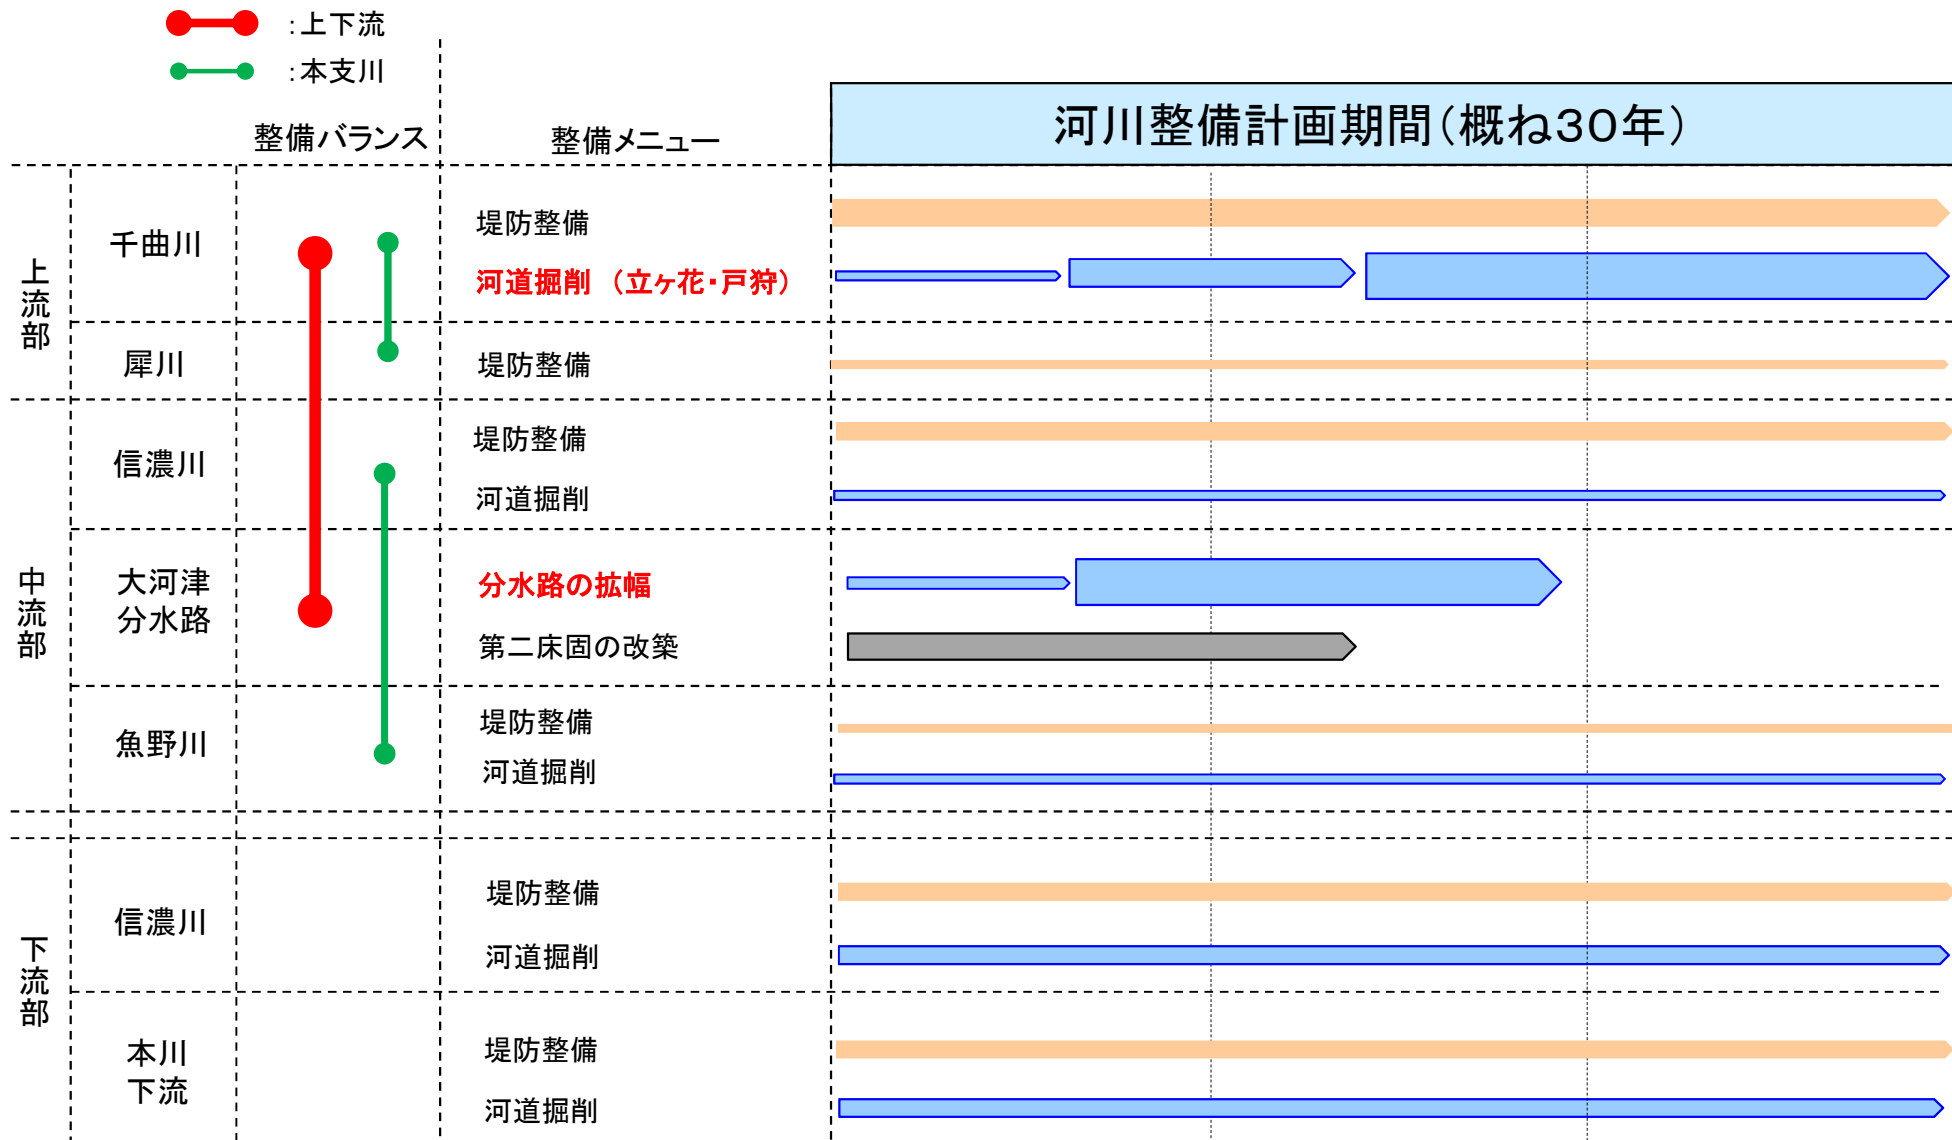 ：上下流
：本支川
整備バランス
整備メニュー
河川整備計画期間（概ね30年）
上流部
千曲川
堤防整備
河道掘削 （立ヶ花・戸狩）
犀川
堤防整備
中流部
信濃川
堤防整備
河道掘削
大河津
分水路
分水路の拡幅
第二床固の改築
魚野川
堤防整備
河道掘削
下流部
信濃川
堤防整備
河道掘削
本川
下流
堤防整備
河道掘削